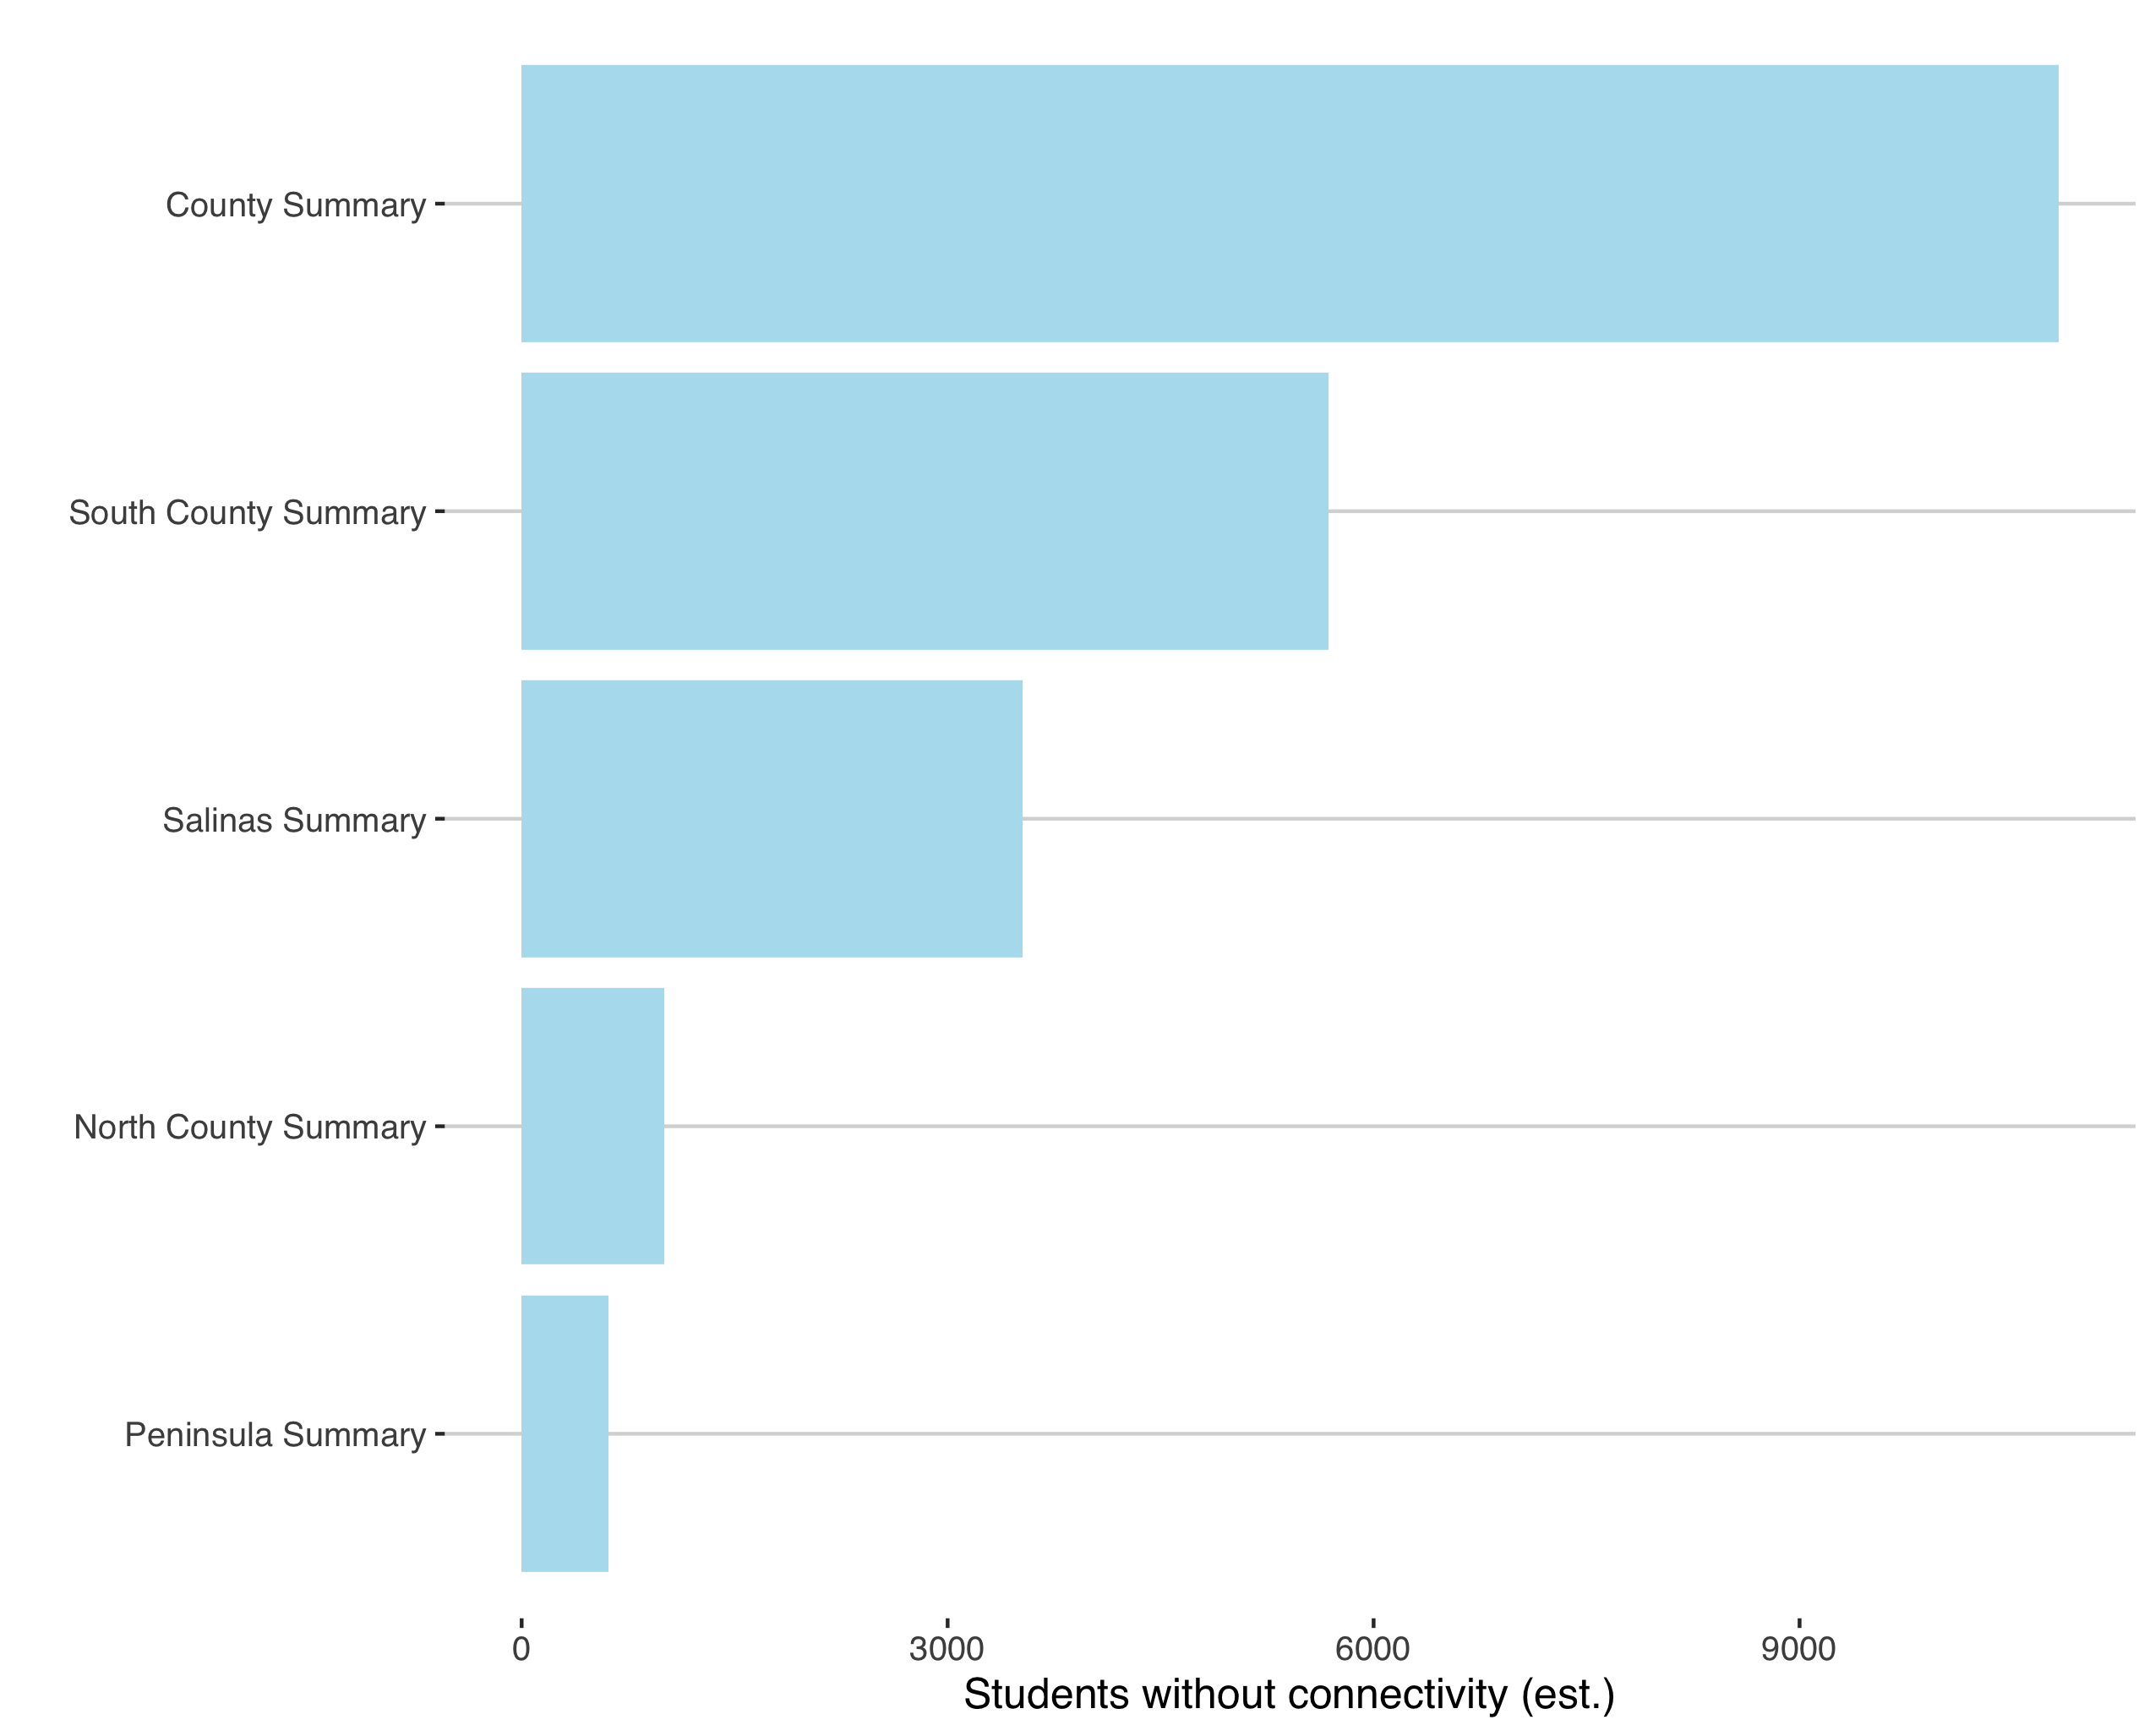 County Summary
South County Summary
Salinas Summary
North County Summary
Peninsula Summary
0 3000 6000 9000
Students without connectivity (est.)